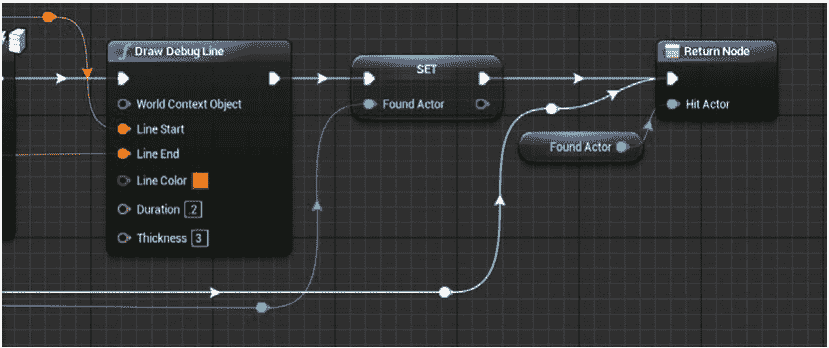 Draw Debug Line
World Context Object
Line Start
Line End
Line Color
Duration .2
Thickness 3
SET
Found Actor
Found Actor
Return Node
Hit Actor